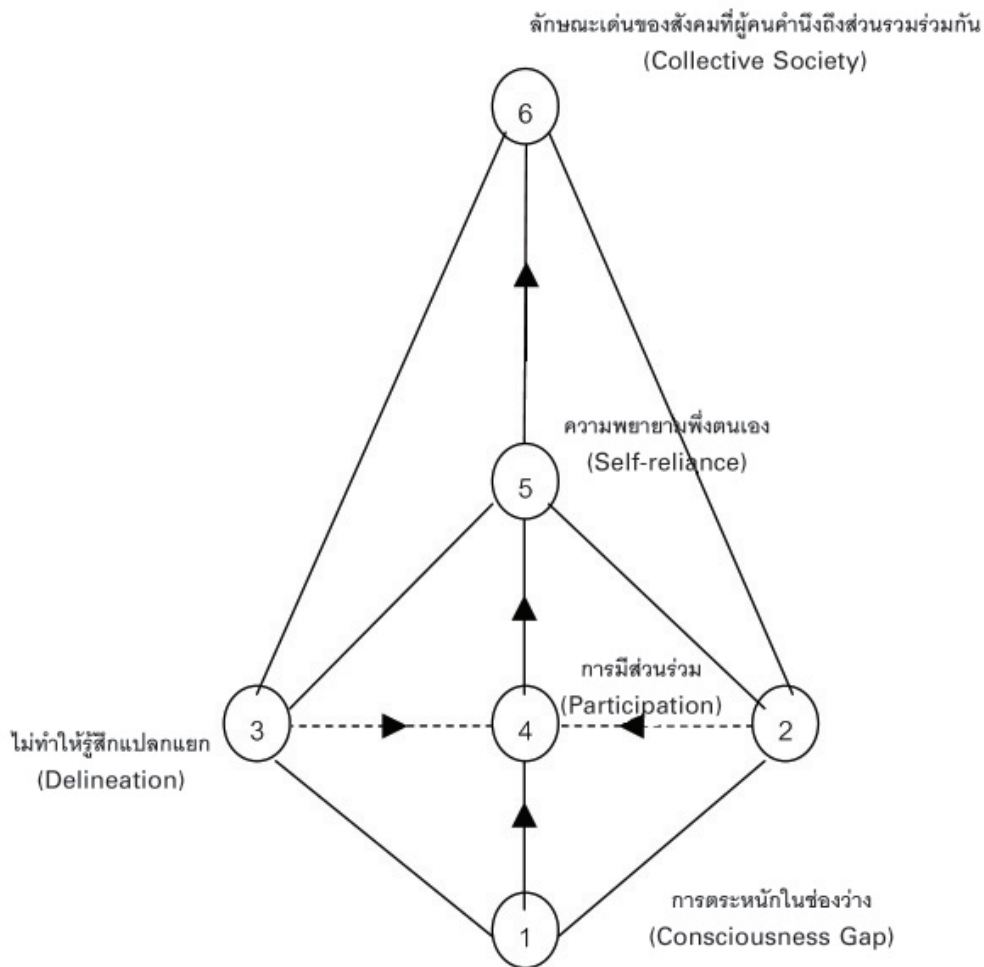 ลักษณะเด่นของสังคมที่ผู้คนคำนึงถึงส่วนรวมร่วมกัน
(Collective Society)
6
ความพยายามพึ่งตนเอง
(Self-reliance)
5
การมีส่วนร่วม
(Participation)
3
4
2
ไม่ทำให้รู้สึกแปลกแยก
(Delineation)
การตระหนักในช่องว่าง
(Consciousness Gap)
1